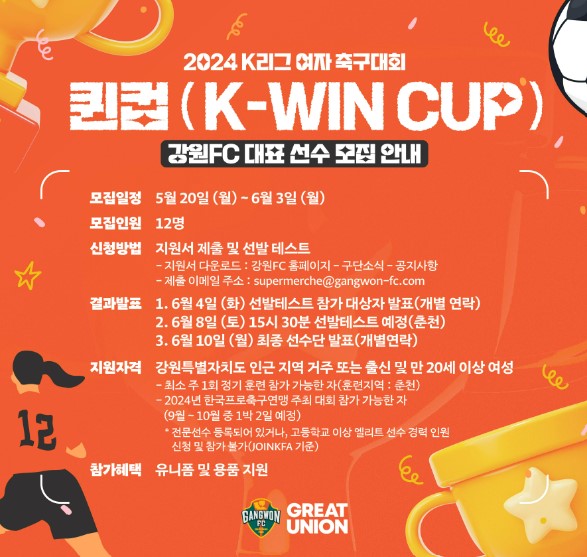 2024 K리그 여자 축구대회
퀸컵 (K-WIN CUP)
강원FC 대표 선수 모집 안내
모집일정 5월 20일 (월) ~ 6월 3일 (월)
모집인원 12명
신청방법 지원서 제출 및 선발 테스트
- 지원서 다운로드 : 강원FC 홈페이지 - 구단소식 - 공지사항
- 제출 이메일 주소 : supermerche@gangwon-fc.com
결과발표 1. 6월 4일 (화) 선발테스트 참가 대상자 발표(개별 연락)
2. 6월 8일 (토) 15시 30분 선발테스트 예정(춘천)
3. 6월 10일 (월) 최종 선수단 발표(개별연락)
지원자격 강원특별자치도 인근 지역 거주 또는 출신 및 만 20세 이상 여성
- 최소 주 1회 정기 훈련 참가 가능한 자(훈련지역 : 춘천)
- 2024년 한국프로축구연맹 주최 대회 참가 가능한 자
(9월 ~ 10월 중 1박 2일 예정)
* 전문선수 등록되어 있거나, 고등학교 이상 엘리트 선수 경력 인원
신청 및 참가 불가(JOINKFA 기준)
12
참가혜택 유니폼 및 용품 지원
GANGWON
FC
GREAT
UNION